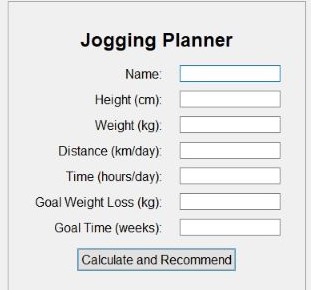 Jogging Planner
Name:
Height (cm):
Weight (kg):
Distance (km/day):
Time (hours/day):
Goal Weight Loss (kg):
Goal Time (weeks):
Calculate and Recommend